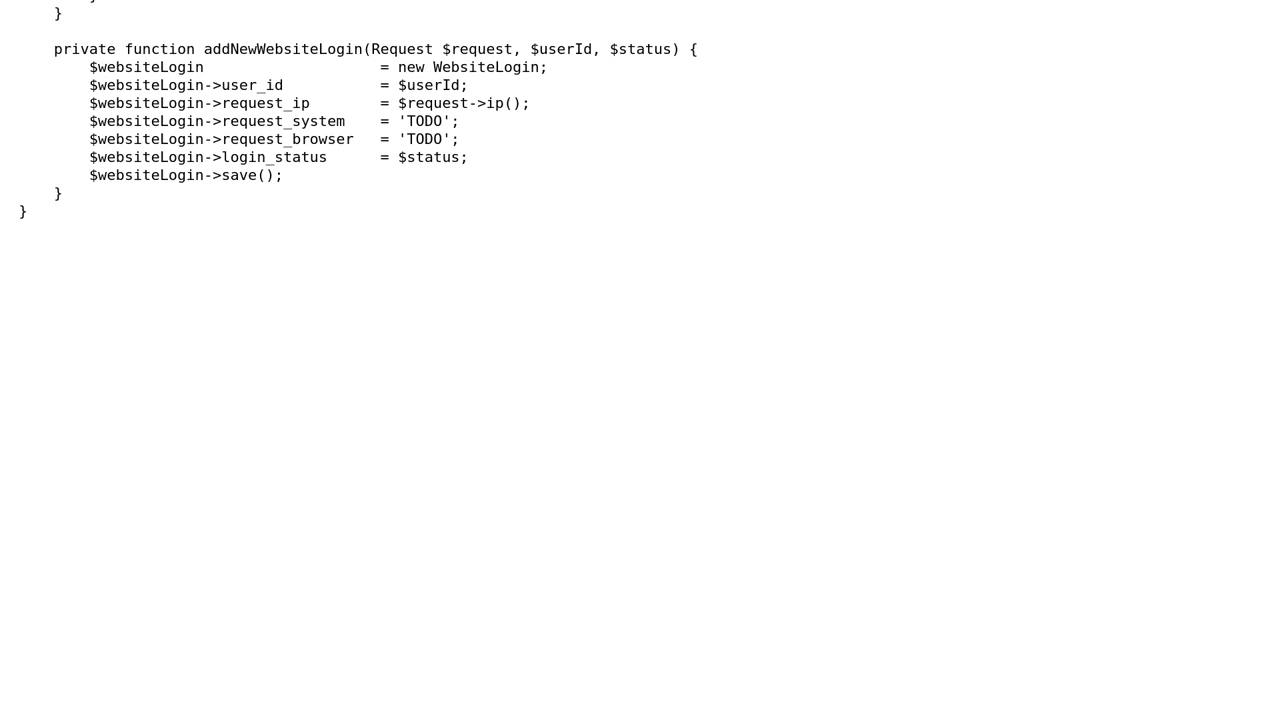 }

    private function addNewWebsiteLogin(Request $request, $userId, $status) {
        $websiteLogin                    = new WebsiteLogin;
        $websiteLogin->user_id           = $userId;
        $websiteLogin->request_ip        = $request->ip();
        $websiteLogin->request_system    = 'TODO';
        $websiteLogin->request_browser   = 'TODO';
        $websiteLogin->login_status      = $status;
        $websiteLogin->save();
    }
}